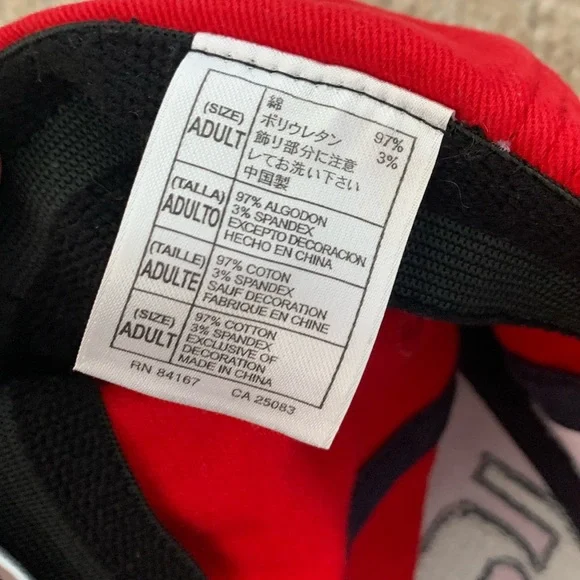 (SIZE)
ADULT
綿 97%
ポリウレタン 3%
飾り部分に注意
してお洗い下さい
中国製
(TALLA)
ADULTO
97% ALGODON
3% SPANDEX
EXCEPTO DECORACION
HECHO EN CHINA
(TAILLE)
ADULTE
97% COTON
3% SPANDEX
SAUF DECORATION
FABRIQUE EN CHINE
(SIZE)
ADULT
97% COTTON
3% SPANDEX
EXCLUSIVE OF
DECORATION
MADE IN CHINA
RN 84167 CA 25083